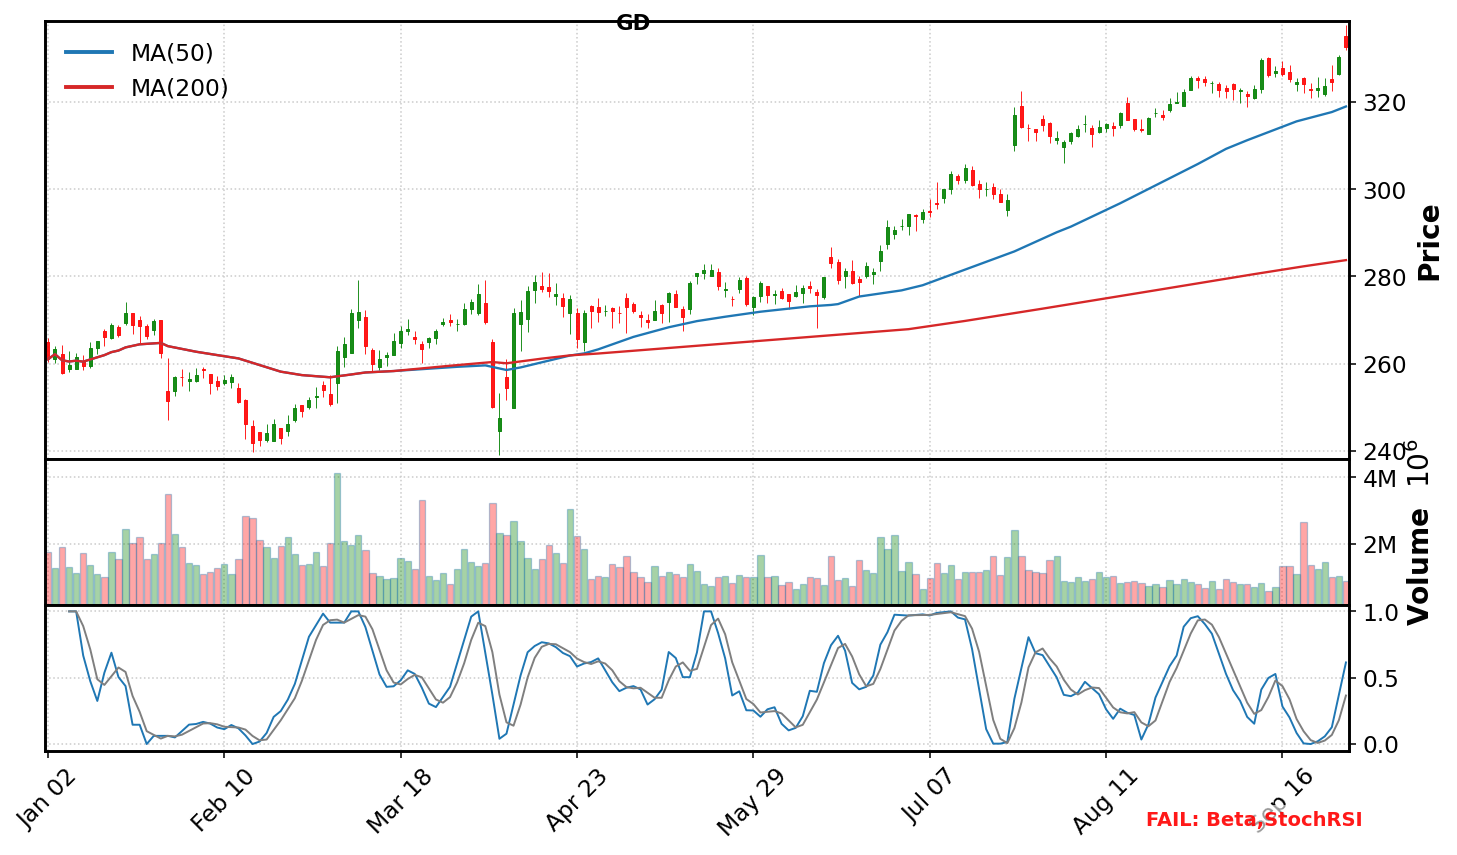 GD
MA(50)
MA(200)
320
300
280
260
240
Price
10^6
4M
2M
Volume
1.0
0.5
0.0
Jan 02
Feb 10
Mar 18
Apr 23
May 29
Jul 07
Aug 11
Sep 16
FAIL: Beta,StochRSI